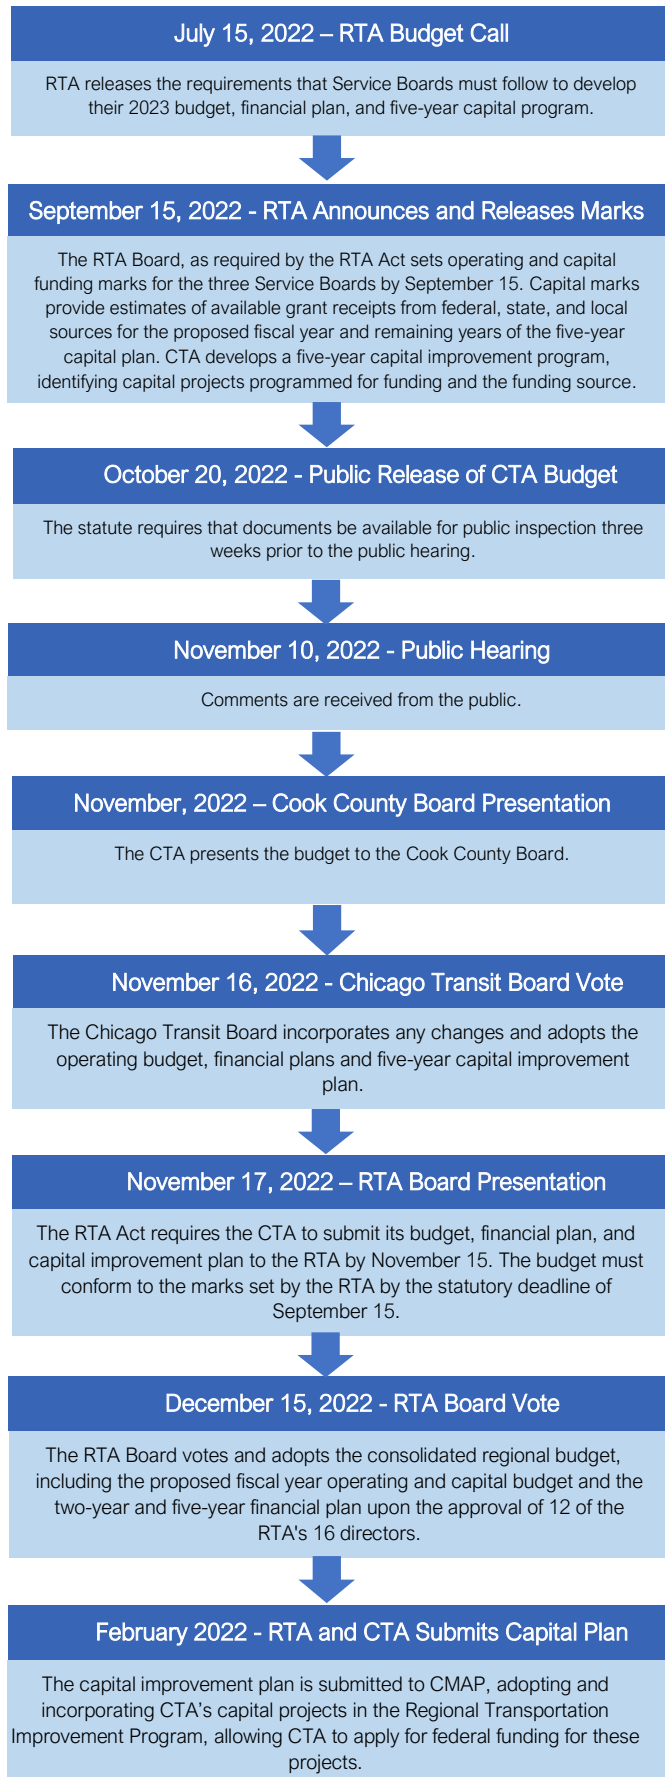 July 15, 2022 – RTA Budget Call
RTA releases the requirements that Service Boards must follow to develop
their 2023 budget, financial plan, and five-year capital program.
September 15, 2022 - RTA Announces and Releases Marks
The RTA Board, as required by the RTA Act sets operating and capital
funding marks for the three Service Boards by September 15. Capital marks
provide estimates of available grant receipts from federal, state, and local
sources for the proposed fiscal year and remaining years of the five-year
capital plan. CTA develops a five-year capital improvement program,
identifying capital projects programmed for funding and the funding source.
October 20, 2022 - Public Release of CTA Budget
The statute requires that documents be available for public inspection three
weeks prior to the public hearing.
November 10, 2022 - Public Hearing
Comments are received from the public.
November, 2022 – Cook County Board Presentation
The CTA presents the budget to the Cook County Board.
November 16, 2022 - Chicago Transit Board Vote
The Chicago Transit Board incorporates any changes and adopts the
operating budget, financial plans and five-year capital improvement
plan.
November 17, 2022 – RTA Board Presentation
The RTA Act requires the CTA to submit its budget, financial plan, and
capital improvement plan to the RTA by November 15. The budget must
conform to the marks set by the RTA by the statutory deadline of
September 15.
December 15, 2022 - RTA Board Vote
The RTA Board votes and adopts the consolidated regional budget,
including the proposed fiscal year operating and capital budget and the
two-year and five-year financial plan upon the approval of 12 of the
RTA's 16 directors.
February 2022 - RTA and CTA Submits Capital Plan
The capital improvement plan is submitted to CMAP, adopting and
incorporating CTA’s capital projects in the Regional Transportation
Improvement Program, allowing CTA to apply for federal funding for these
projects.